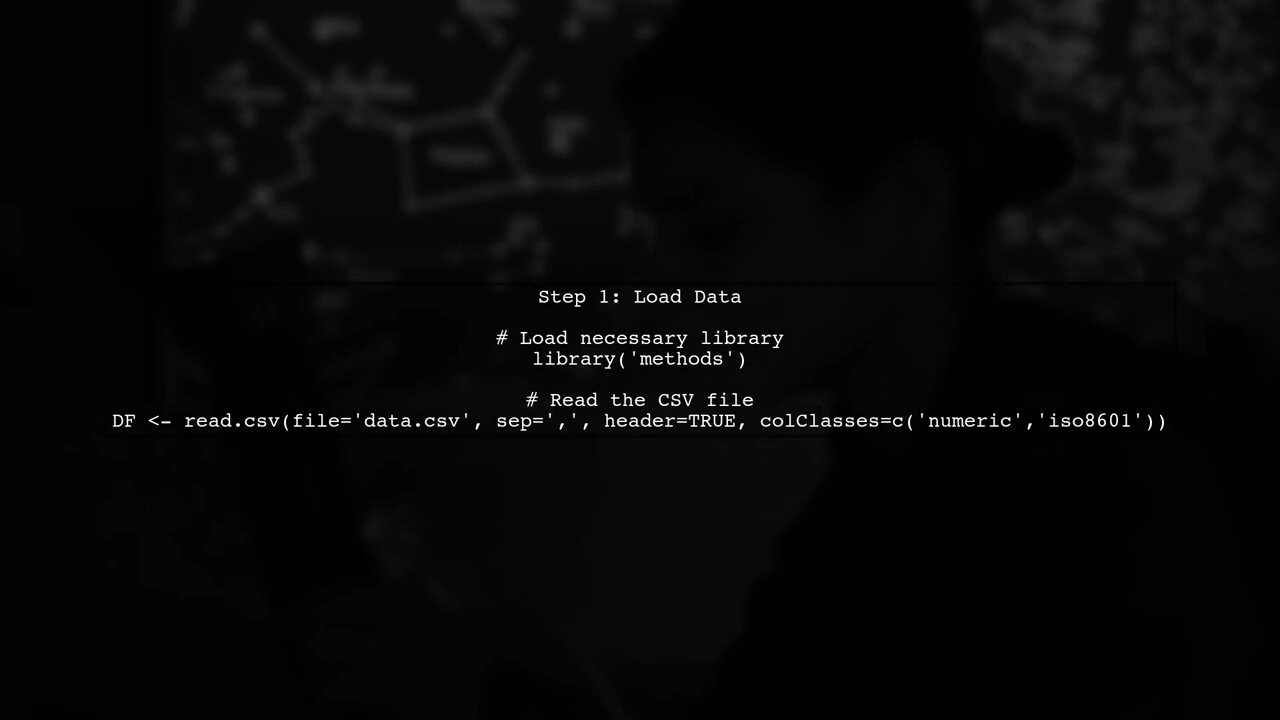 Step 1: Load Data
# Load necessary library
library('methods')
# Read the CSV file
DF <- read.csv(file='data.csv', sep=',', header=TRUE, colClasses=c('numeric','iso8601'))